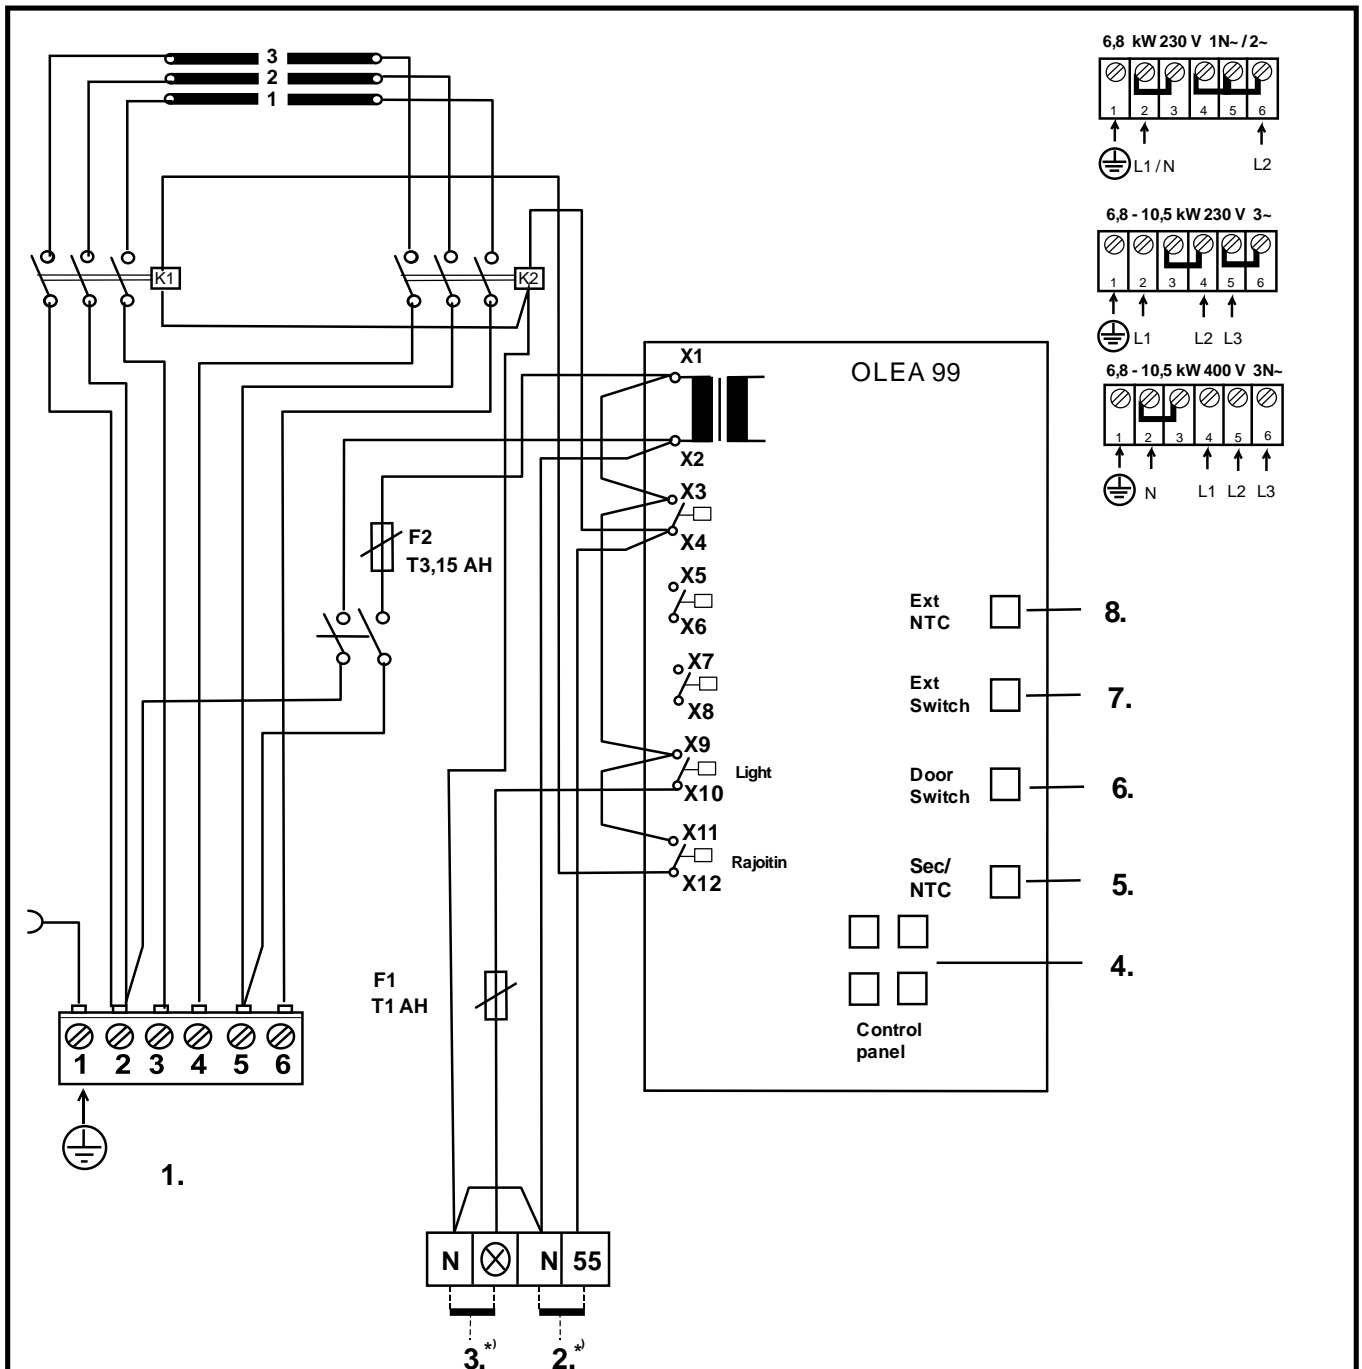 3
2
1
K1
K2
6,8 kW 230 V 1N~ / 2~
1 2 3 4 5 6
L1 / N L2
6,8 - 10,5 kW 230 V 3~
1 2 3 4 5 6
L1 L2 L3
6,8 - 10,5 kW 400 V 3N~
1 2 3 4 5 6
N L1 L2 L3
OLEA 99
X1
X2
X3
X4
X5
X6
X7
X8
X9
Light
X10
X11
Rajoitin
X12
F2
T3,15 AH
Ext
NTC
8.
Ext
Switch
7.
Door
Switch
6.
Sec/
NTC
5.
4.
Control
panel
F1
T1 AH
1 2 3 4 5 6
1.
N N 55
3.*) 2.*)